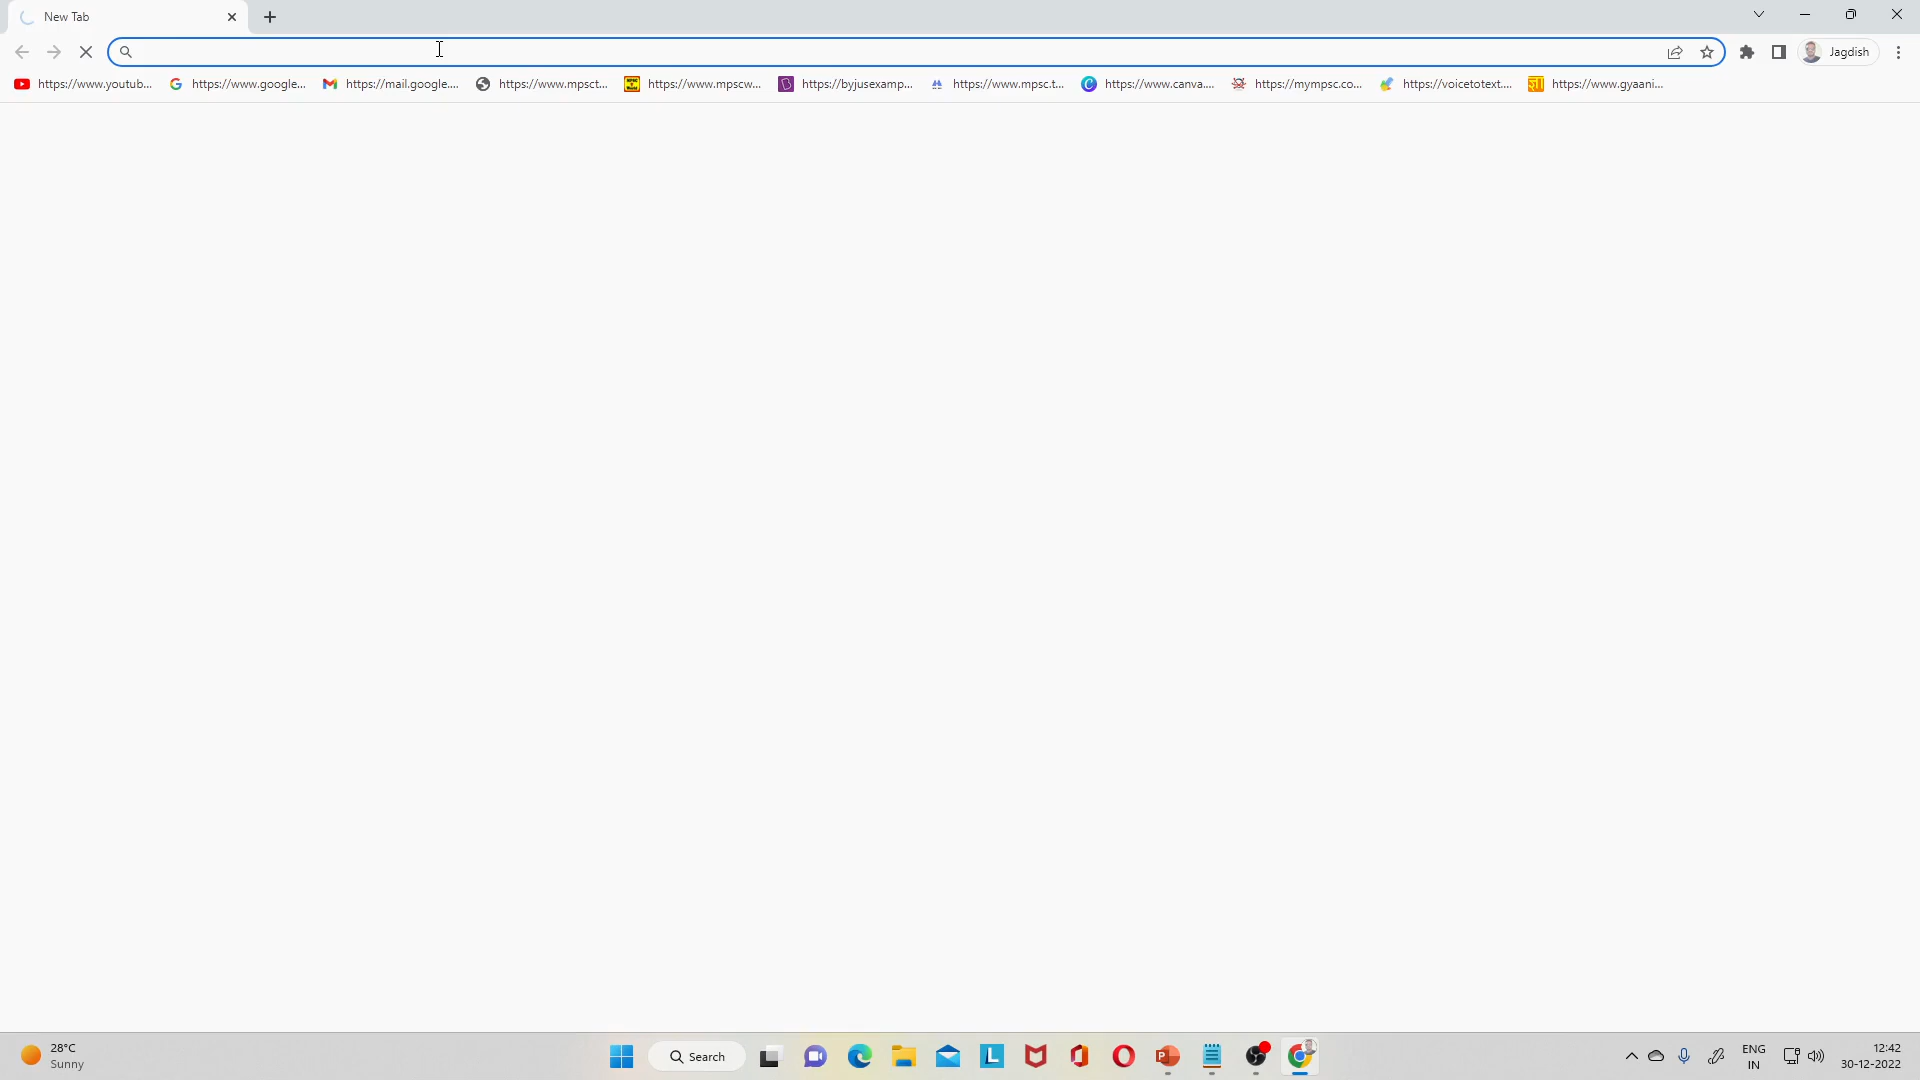 New Tab
Jagdish
https://www.youtub... https://www.google... https://mail.google.... https://www.mpsct... https://www.mpscw... https://byjusexamp... https://www.mpsc.t... https://www.canva.... https://mympsc.co... https://voicetotext.... https://www.gyaani...
28°C
Sunny
Search
ENG
IN
12:42
30-12-2022